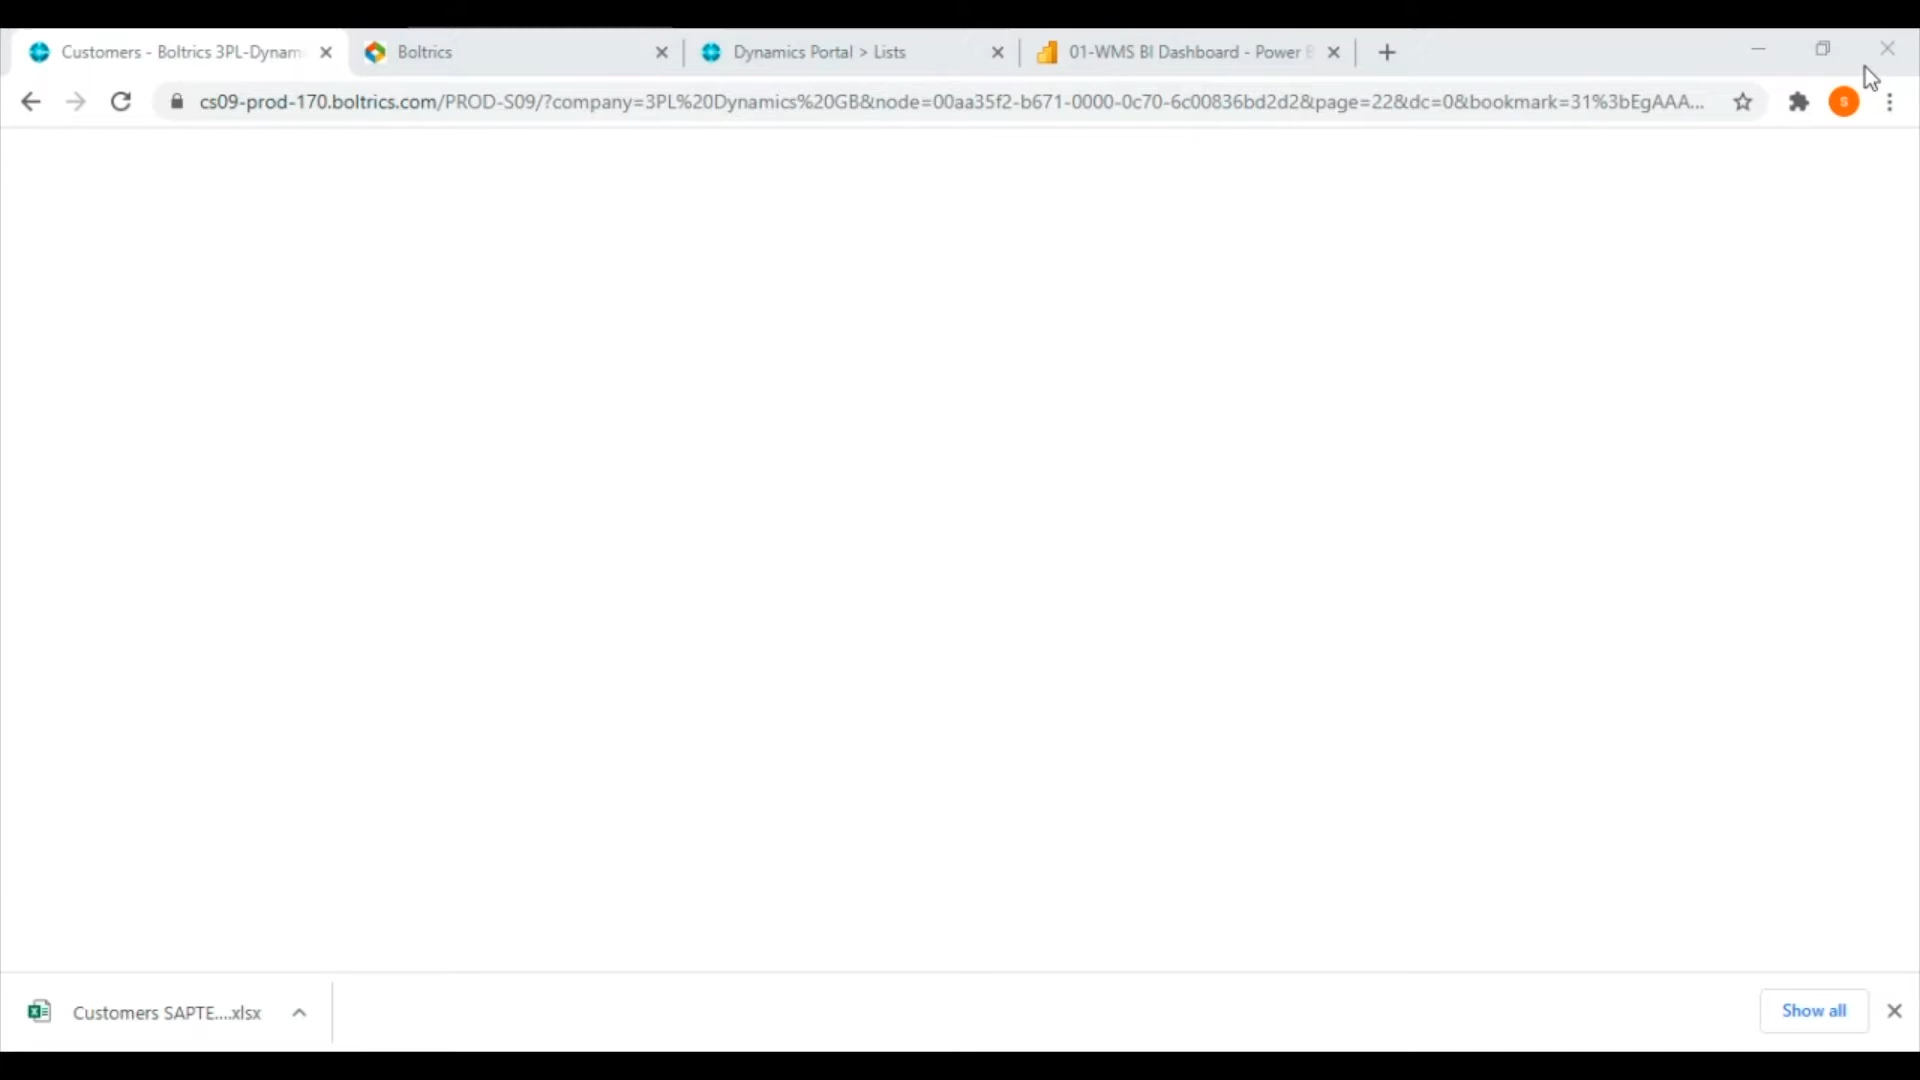 Customers - Boltrics 3PL-Dynam
Boltrics
Dynamics Portal > Lists
01-WMS BI Dashboard - Power B
cs09-prod-170.boltrics.com/PROD-S09/?company=3PL%20Dynamics%20GB&node=00aa35f2-b671-0000-0c70-6c00836bd2d2&page=22&dc=0&bookmark=31%3bEgAAA...
S
Customers SAPTE....xlsx
Show all